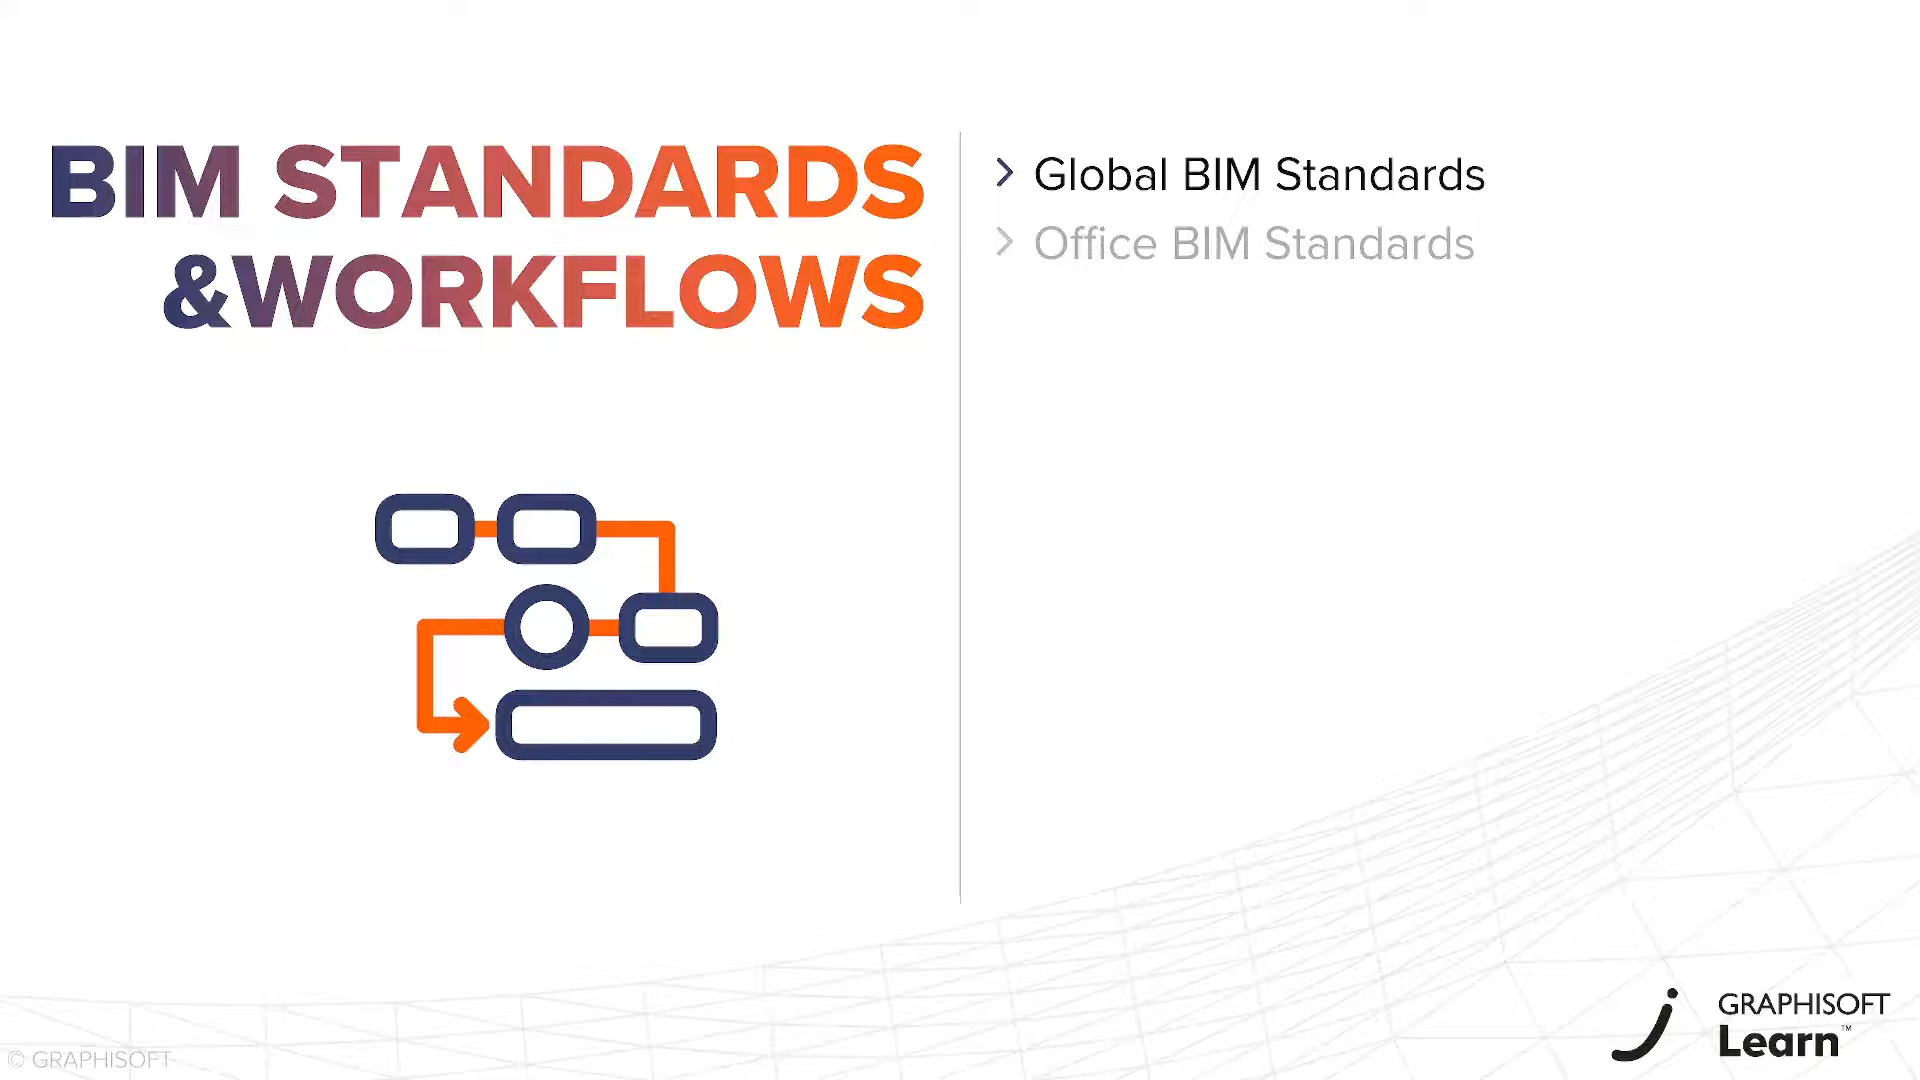 BIM STANDARDS
&WORKFLOWS
Global BIM Standards
Office BIM Standards
© GRAPHISOFT
GRAPHISOFT
Learn™